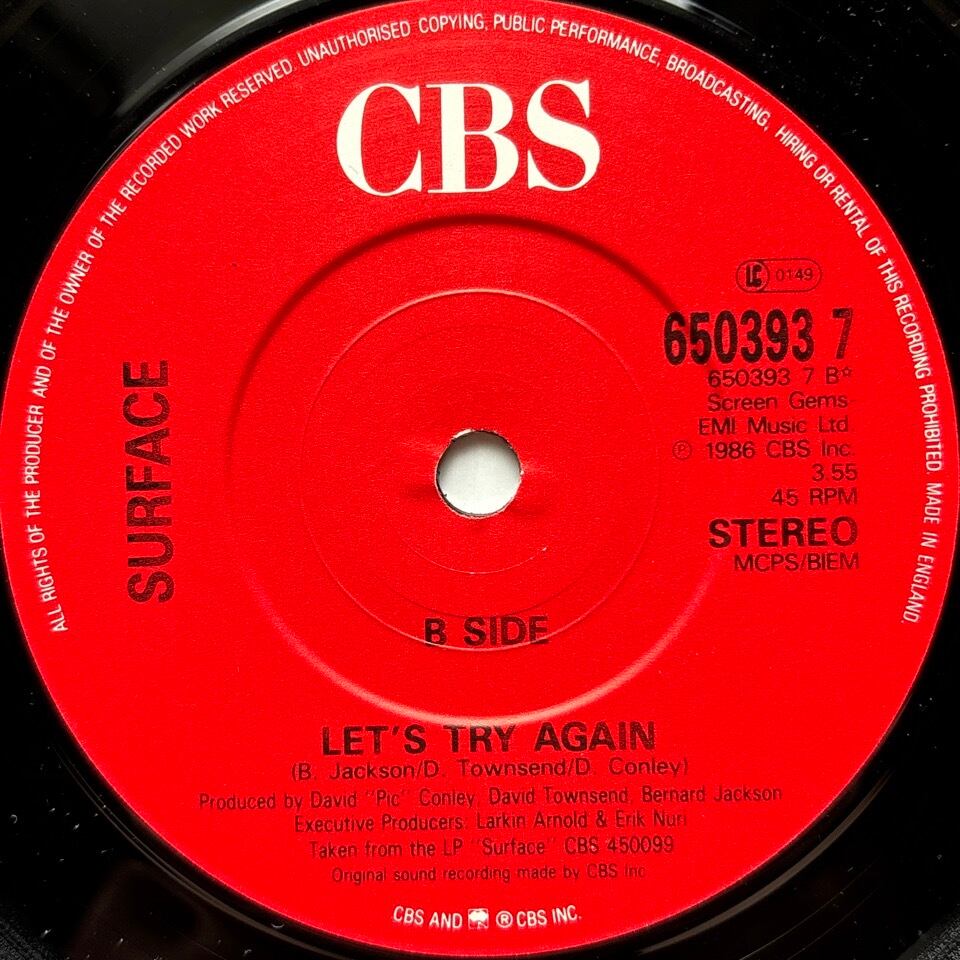 ALL RIGHTS OF THE PRODUCER AND OF THE OWNER OF THE RECORDED WORK RESERVED. UNAUTHORISED COPYING, PUBLIC PERFORMANCE, BROADCASTING, HIRING OR RENTAL OF THIS RECORDING PROHIBITED. MADE IN ENGLAND.
CBS
LC 0149
650393 7
650393 7 B☆
Screen Gems-
EMI Music Ltd.
℗ 1986 CBS Inc.
3.55
45 RPM
STEREO
MCPS/BIEM
SURFACE
B SIDE
LET'S TRY AGAIN
(B. Jackson/D. Townsend/D. Conley)
Produced by David "Pic" Conley, David Townsend, Bernard Jackson
Executive Producers: Larkin Arnold & Erik Nuri
Taken from the LP "Surface" CBS 450099
Original sound recording made by CBS Inc
CBS AND ® CBS INC.